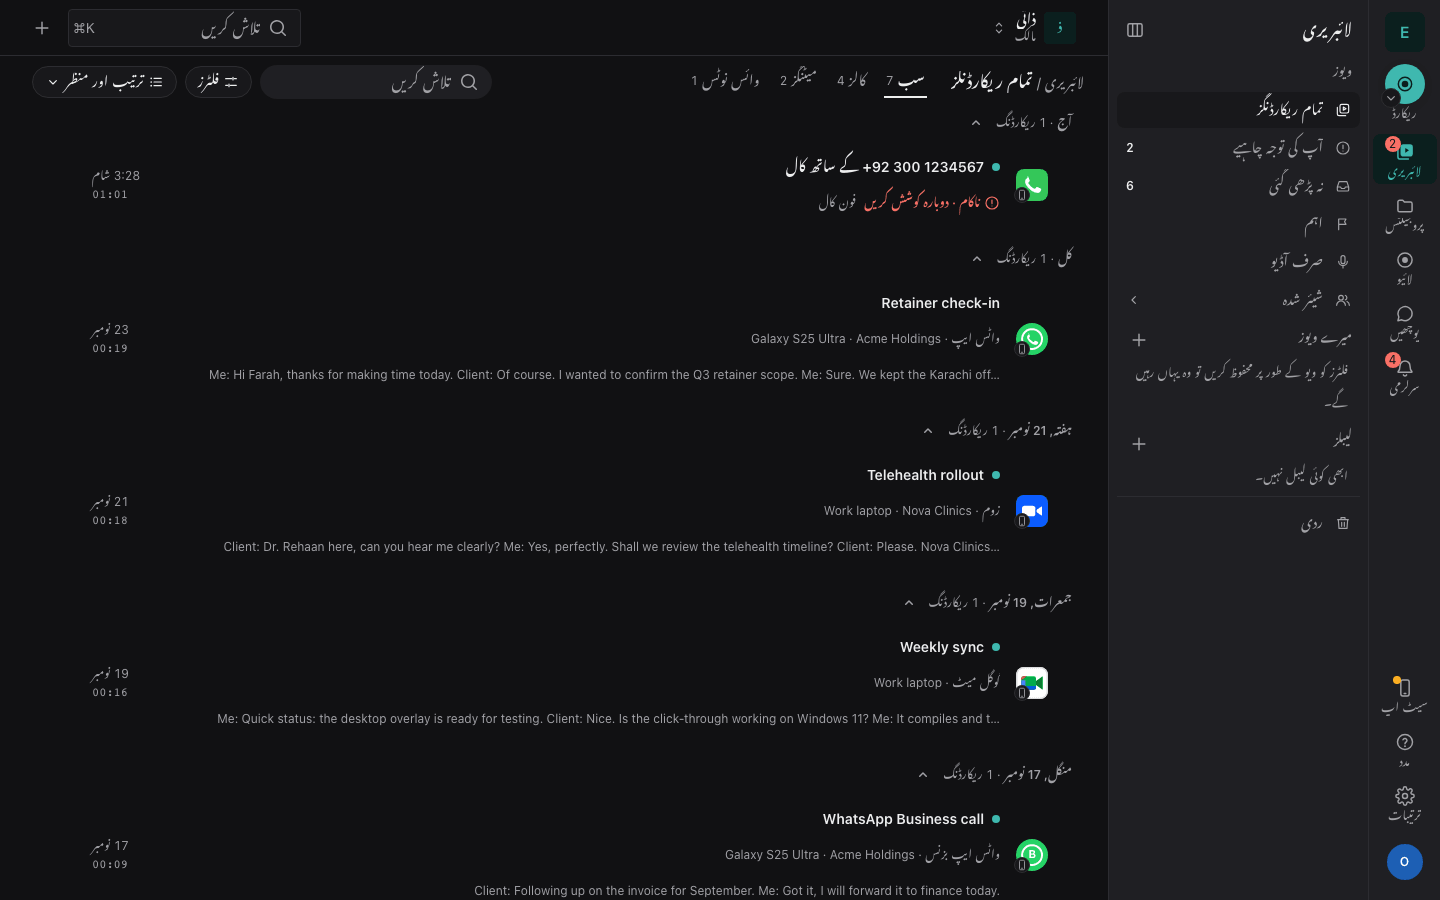 E
ریکارڈ
2
لائبریری
پروسپیکٹس
لائیو
پوچھیں
4
سرگرمی
سیٹ اپ
مدد
ترتیبات
O
لائبریری
ویوز
تمام ریکارڈنگز
آپ کی توجہ چاہیے 2
نہ پڑھی گئی 6
اہم
صرف آڈیو
شیئر شدہ
میرے ویوز
فلٹرز کو ویو کے طور پر محفوظ کریں تو وہ یہاں رہیں
گے۔
لیبلز
ابھی کوئی لیبل نہیں۔
ردی
ذ
ذاتی
مالک
تلاش کریں ⌘K
لائبریری / تمام ریکارڈنگز
سب 7 کالز 4 میٹنگز 2 وائس نوٹس 1
تلاش کریں
فلٹرز
ترتیب اور منظر
آج · 1 ریکارڈنگ
+92 300 1234567 کے ساتھ کال
ناکام · دوبارہ کوشش کریں فون کال
3:28 شام
01:01
کل · 1 ریکارڈنگ
Retainer check-in
واٹس ایپ · Galaxy S25 Ultra · Acme Holdings
Me: Hi Farah, thanks for making time today. Client: Of course. I wanted to confirm the Q3 retainer scope. Me: Sure. We kept the Karachi off...
23 نومبر
00:19
ہفتہ, 21 نومبر · 1 ریکارڈنگ
Telehealth rollout
زوم · Work laptop · Nova Clinics
Client: Dr. Rehaan here, can you hear me clearly? Me: Yes, perfectly. Shall we review the telehealth timeline? Client: Please. Nova Clinics...
21 نومبر
00:18
جمعرات, 19 نومبر · 1 ریکارڈنگ
Weekly sync
گوگل میٹ · Work laptop
Me: Quick status: the desktop overlay is ready for testing. Client: Nice. Is the click-through working on Windows 11? Me: It compiles and t...
19 نومبر
00:16
منگل, 17 نومبر · 1 ریکارڈنگ
WhatsApp Business call
واٹس ایپ بزنس · Galaxy S25 Ultra · Acme Holdings
Client: Following up on the invoice for September. Me: Got it, I will forward it to finance today.
17 نومبر
00:09